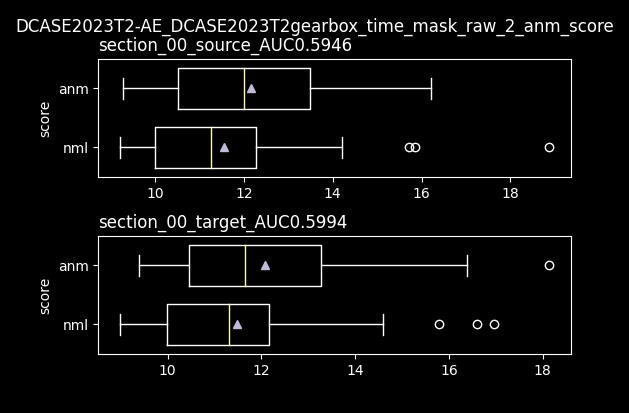 DCASE2023T2-AE_DCASE2023T2gearbox_time_mask_raw_2_anm_score
section_00_source_AUC0.5946
anm
nml
score
10 12 14 16 18
section_00_target_AUC0.5994
anm
nml
score
10 12 14 16 18